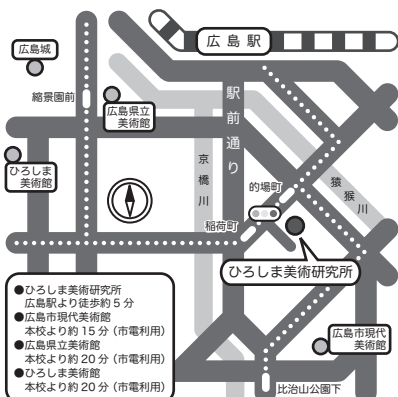 広島駅
広島城
縮景園前
広島県立
美術館
駅前通り
ひろしま
美術館
京橋川
的場町
猿猴川
稲荷町
ひろしま美術研究所
●ひろしま美術研究所
広島駅より徒歩約5分
●広島市現代美術館
本校より約15分（市電利用）
●広島県立美術館
本校より約20分（市電利用）
●ひろしま美術館
本校より約20分（市電利用）
広島市現代
美術館
比治山公園下